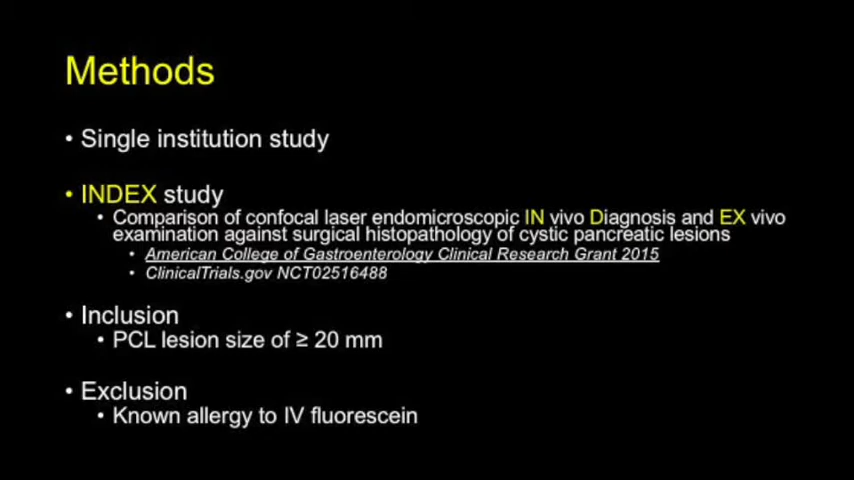 Methods
• Single institution study
• INDEX study
• Comparison of confocal laser endomicroscopic IN vivo Diagnosis and EX vivo
examination against surgical histopathology of cystic pancreatic lesions
• American College of Gastroenterology Clinical Research Grant 2015
• ClinicalTrials.gov NCT02516488
• Inclusion
• PCL lesion size of ≥ 20 mm
• Exclusion
• Known allergy to IV fluorescein